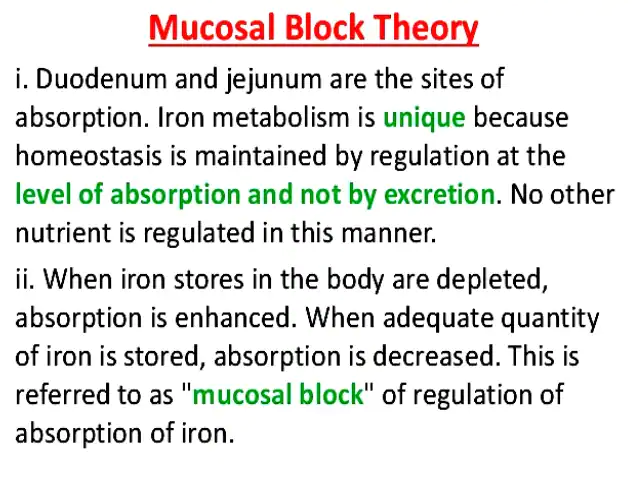 Mucosal Block Theory
i. Duodenum and jejunum are the sites of
absorption. Iron metabolism is unique because
homeostasis is maintained by regulation at the
level of absorption and not by excretion. No other
nutrient is regulated in this manner.
ii. When iron stores in the body are depleted,
absorption is enhanced. When adequate quantity
of iron is stored, absorption is decreased. This is
referred to as "mucosal block" of regulation of
absorption of iron.